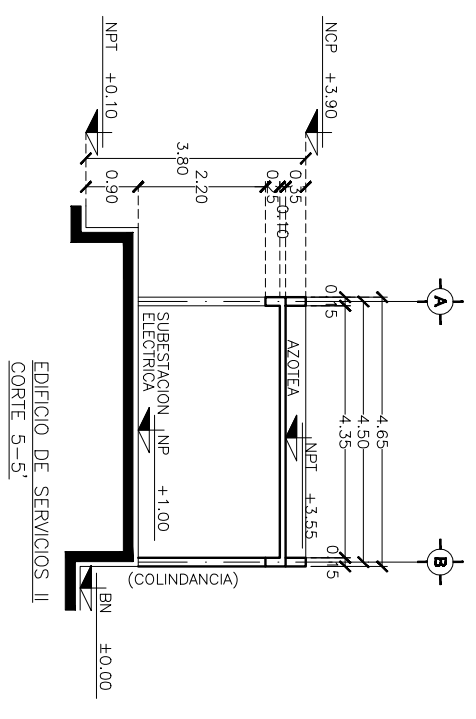 A
B
4.65
4.50
4.35
0.15
0.15
NCP +3.90
NPT +0.10
3.80
0.35
0.10
0.25
2.20
0.90
AZOTEA
NPT +3.55
SUBESTACION
ELECTRICA
NP +1.00
(COLINDANCIA)
BN ±0.00
EDIFICIO DE SERVICIOS II
CORTE 5-5'